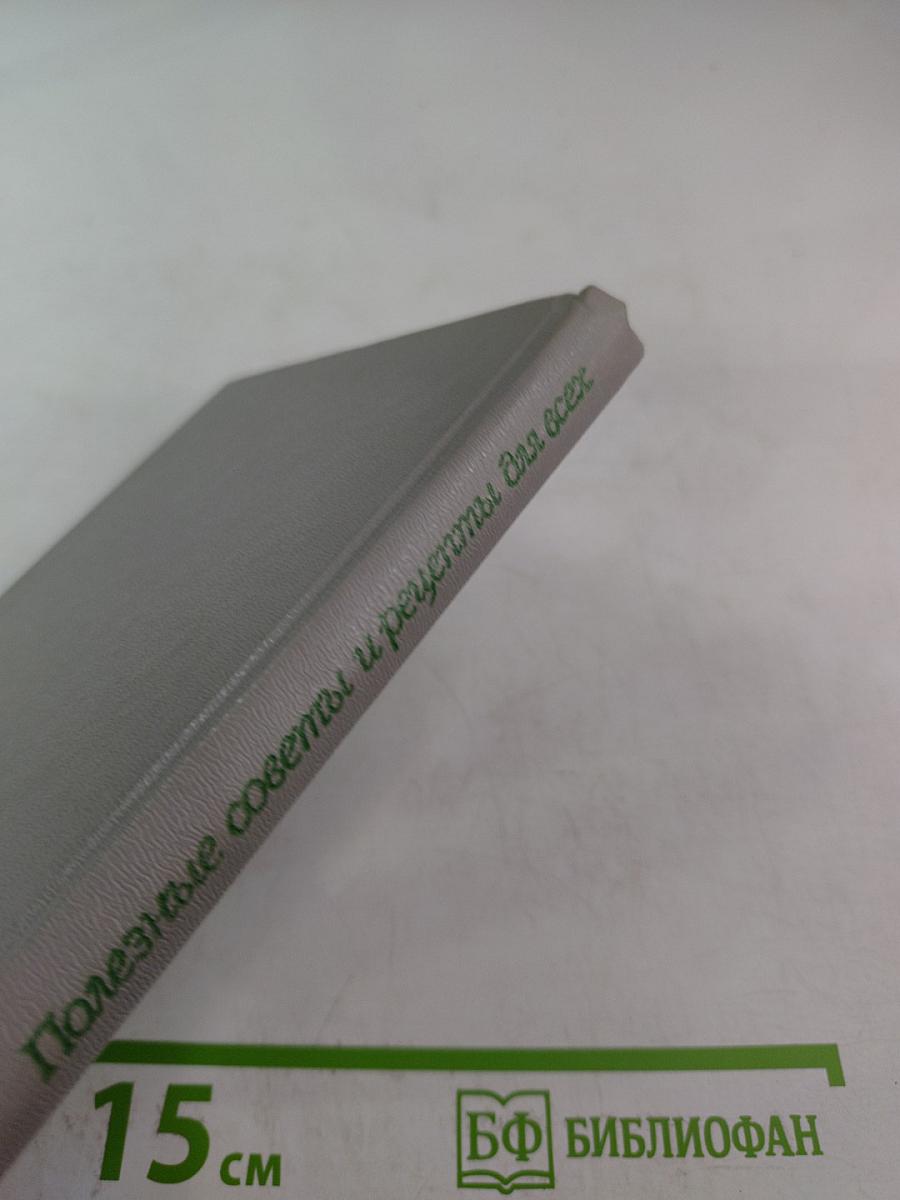 Полезные советы и рецепты для всех
15 см
БФ БИБЛИОФАН